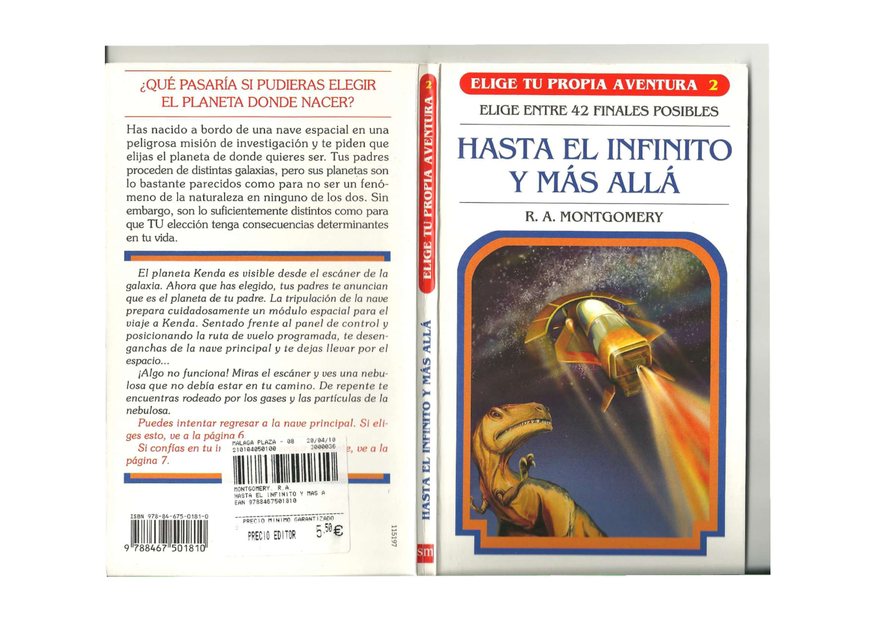 ¿QUÉ PASARÍA SI PUDIERAS ELEGIR
EL PLANETA DONDE NACER?
Has nacido a bordo de una nave espacial en una
peligrosa misión de investigación y te piden que
elijas el planeta de donde quieres ser. Tus padres
proceden de distintas galaxias, pero sus planetas son
lo bastante parecidos como para no ser un fenó-
meno de la naturaleza en ninguno de los dos. Sin
embargo, son lo suficientemente distintos como para
que TU elección tenga consecuencias determinantes
en tu vida.
El planeta Kenda es visible desde el escáner de la
galaxia. Ahora que has elegido, tus padres te anuncian
que es el planeta de tu padre. La tripulación de la nave
prepara cuidadosamente un módulo espacial para el
viaje a Kenda. Sentado frente al panel de control y
posicionando la ruta de vuelo programada, te desen-
ganchas de la nave principal y te dejas llevar por el
espacio...
¡Algo no funciona! Miras el escáner y ves una nebu-
losa que no debía estar en tu camino. De repente te
encuentras rodeado por los gases y las partículas de la
nebulosa.
Puedes intentar regresar a la nave principal. Si eli-
ges esto, ve a la página 6
Si confías en tu in e, ve a la
página 7.
MALAGA PLAZA - 08 20/04/10
210104050100 3000036
MONTGOMERY R.A.
HASTA EL INFINITO Y MAS A
EAN 9788467501810
PRECIO MINIMO GARANTIZADO
PRECIO EDITOR 5,50€
ISBN 978-84-675-0181-0
9 788467 501810
115197
2
ELIGE TU PROPIA AVENTURA
HASTA EL INFINITO Y MÁS ALLÁ
sm
ELIGE TU PROPIA AVENTURA 2
ELIGE ENTRE 42 FINALES POSIBLES
HASTA EL INFINITO
Y MÁS ALLÁ
R. A. MONTGOMERY